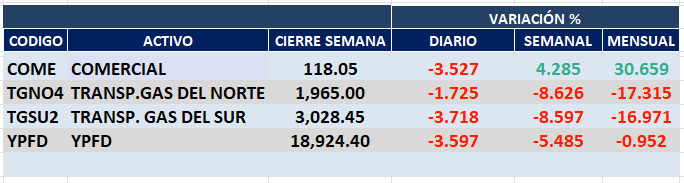 VARIACIÓN %
CODIGO ACTIVO CIERRE SEMANA DIARIO SEMANAL MENSUAL
COME COMERCIAL 118.05 -3.527 4.285 30.659
TGNO4 TRANSP.GAS DEL NORTE 1,965.00 -1.725 -8.626 -17.315
TGSU2 TRANSP. GAS DEL SUR 3,028.45 -3.718 -8.597 -16.971
YPFD YPFD 18,924.40 -3.597 -5.485 -0.952